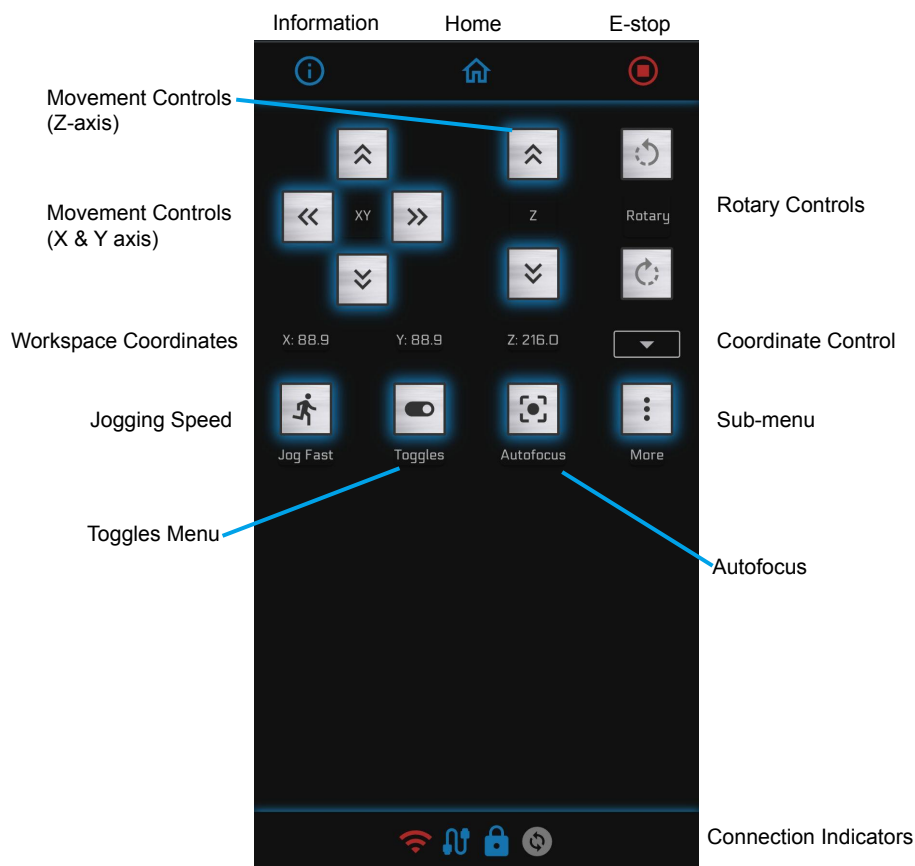 Information Home E-stop
Movement Controls
(Z-axis)
Movement Controls
(X & Y axis)
XY Z Rotary
Rotary Controls
Workspace Coordinates
X: 88.9 Y: 88.9 Z: 216.0
Coordinate Control
Jogging Speed
Sub-menu
Jog Fast Toggles Autofocus More
Toggles Menu
Autofocus
Connection Indicators